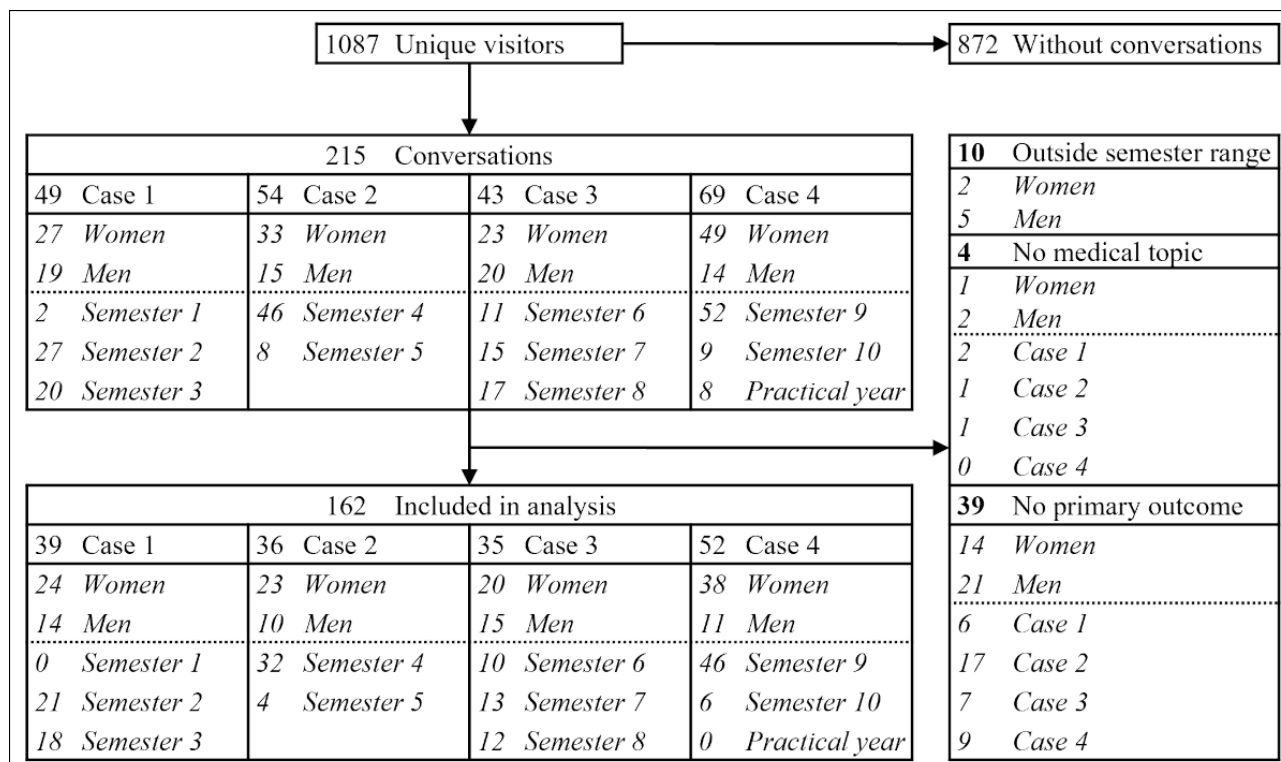 1087 Unique visitors
872 Without conversations
215 Conversations
49 Case 1
27 Women
19 Men
2 Semester 1
27 Semester 2
20 Semester 3
54 Case 2
33 Women
15 Men
46 Semester 4
8 Semester 5
43 Case 3
23 Women
20 Men
11 Semester 6
15 Semester 7
17 Semester 8
69 Case 4
49 Women
14 Men
52 Semester 9
9 Semester 10
8 Practical year
10 Outside semester range
2 Women
5 Men
4 No medical topic
1 Women
2 Men
2 Case 1
1 Case 2
1 Case 3
0 Case 4
39 No primary outcome
14 Women
21 Men
6 Case 1
17 Case 2
7 Case 3
9 Case 4
162 Included in analysis
39 Case 1
24 Women
14 Men
0 Semester 1
21 Semester 2
18 Semester 3
36 Case 2
23 Women
10 Men
32 Semester 4
4 Semester 5
35 Case 3
20 Women
15 Men
10 Semester 6
13 Semester 7
12 Semester 8
52 Case 4
38 Women
11 Men
46 Semester 9
6 Semester 10
0 Practical year